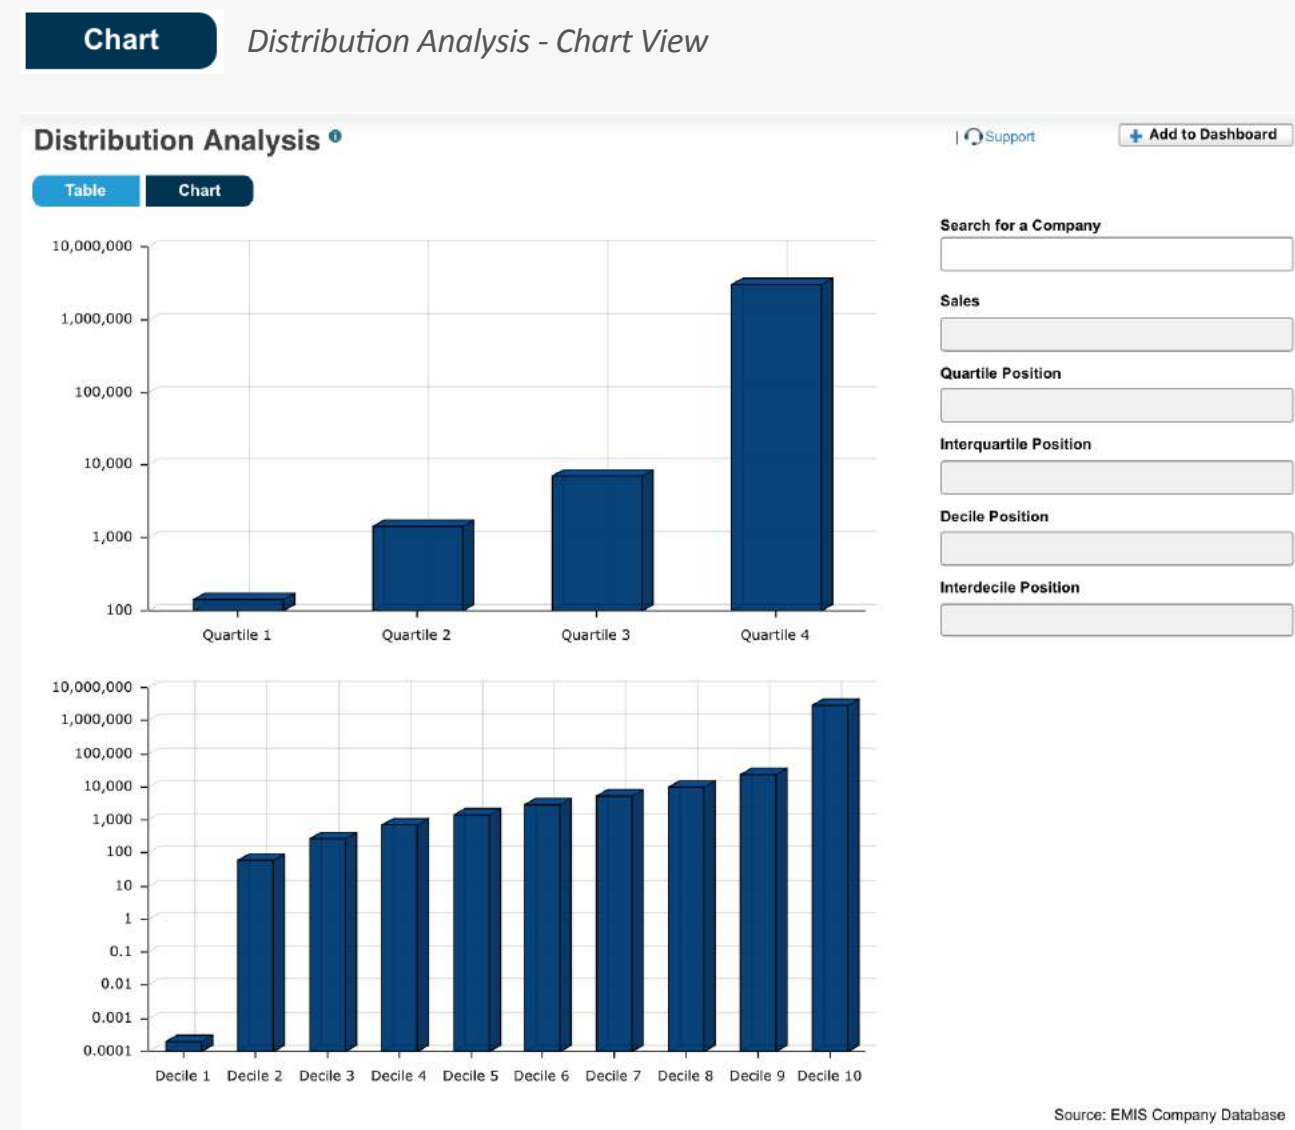 Chart Distribution Analysis - Chart View
Distribution Analysis
| Support
+ Add to Dashboard
Table Chart
10,000,000
1,000,000
100,000
10,000
1,000
100
Quartile 1 Quartile 2 Quartile 3 Quartile 4
Search for a Company
Sales
Quartile Position
Interquartile Position
Decile Position
Interdecile Position
10,000,000
1,000,000
100,000
10,000
1,000
100
10
1
0.1
0.01
0.001
0.0001
Decile 1 Decile 2 Decile 3 Decile 4 Decile 5 Decile 6 Decile 7 Decile 8 Decile 9 Decile 10
Source: EMIS Company Database